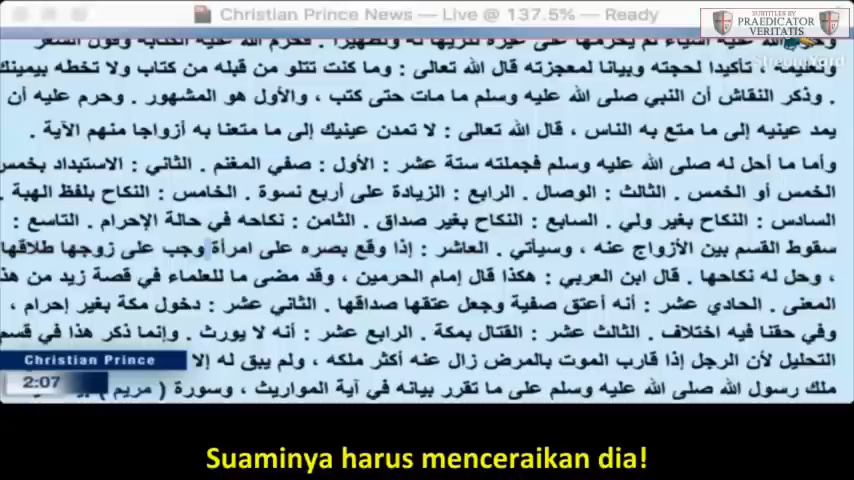 Christian Prince News — Live @ 137.5% — Ready
SUBTITLES BY
PRAEDICATOR
VERITATIS
StreamYard
وتعليمه ، تأكيدا لحجته وبيانا لمعجزته قال الله تعالى : وما كنت تتلو من قبله من كتاب ولا تخطه بيمينك
. وذكر النقاش أن النبي صلى الله عليه وسلم ما مات حتى كتب ، والأول هو المشهور . وحرم عليه أن
يمد عينيه إلى ما متع به الناس ، قال الله تعالى : لا تمدن عينيك إلى ما متعنا به أزواجا منهم الآية .
وأما ما أحل له صلى الله عليه وسلم فجملته ستة عشر : الأول : صفي المغنم . الثاني : الاستبداد بخمس
الخمس أو الخمس . الثالث : الوصال . الرابع : الزيادة على أربع نسوة . الخامس : النكاح بلفظ الهبة .
السادس : النكاح بغير ولي . السابع : النكاح بغير صداق . الثامن : نكاحه في حالة الإحرام . التاسع :
سقوط القسم بين الأزواج عنه ، وسيأتي . العاشر : إذا وقع بصره على امرأة وجب على زوجها طلاقها
، وحل له نكاحها . قال ابن العربي : هكذا قال إمام الحرمين ، وقد مضى ما للعلماء في قصة زيد من هذ
المعنى . الحادي عشر : أنه أعتق صفية وجعل عتقها صداقها . الثاني عشر : دخول مكة بغير إحرام ،
وفي حقنا فيه اختلاف . الثالث عشر : القتال بمكة . الرابع عشر : أنه لا يورث . وإنما ذكر هذا في قسم
التحليل لأن الرجل إذا قارب الموت بالمرض زال عنه أكثر ملكه ، ولم يبق له إلا
ملك رسول الله صلى الله عليه وسلم على ما تقرر بيانه في آية المواريث ، وسورة ( مريم )
Christian Prince
2:07
Suaminya harus menceraikan dia!